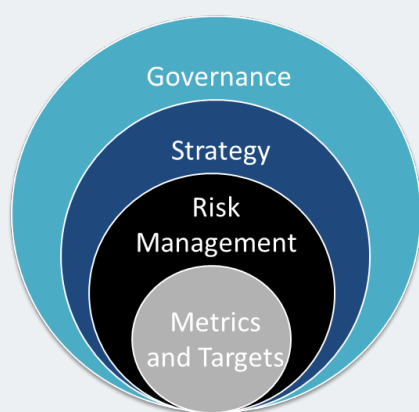 Governance
Strategy
Risk
Management
Metrics
and Targets